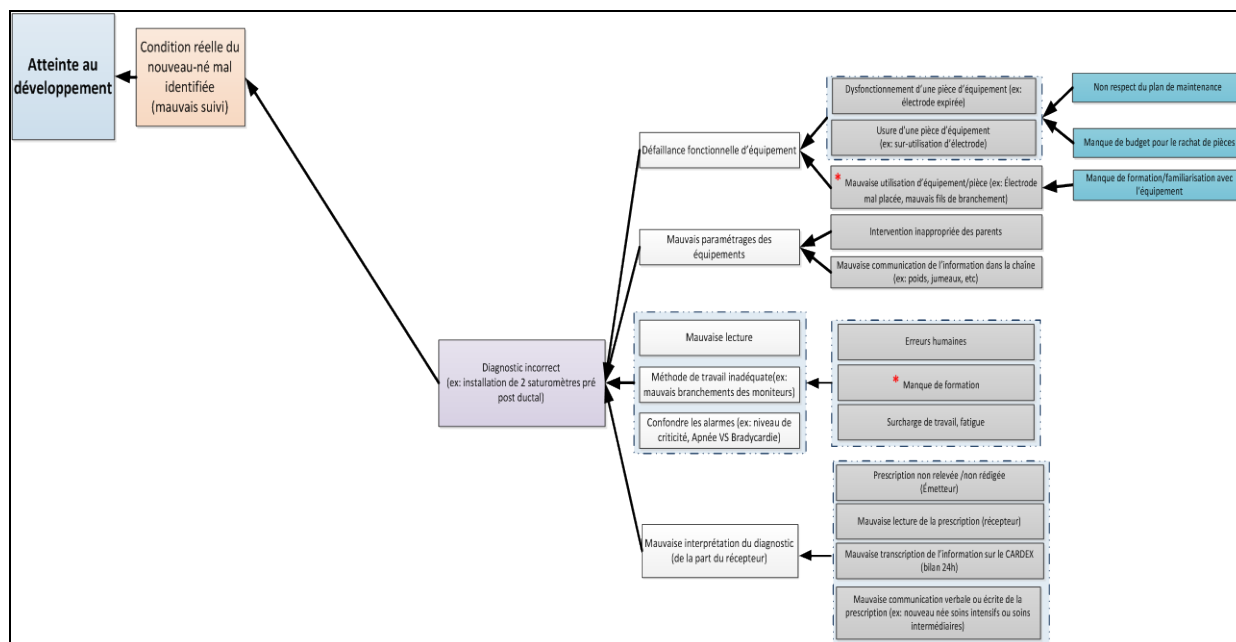 Atteinte au
développement
Condition réelle du
nouveau-né mal
identifiée
(mauvais suivi)
Diagnostic incorrect
(ex: installation de 2 saturomètres pré
post ductal)
Défaillance fonctionnelle d'équipement
Mauvais paramétrages des
équipements
Mauvaise lecture
Méthode de travail inadéquate(ex:
mauvais branchements des moniteurs)
Confondre les alarmes (ex: niveau de
criticité, Apnée VS Bradycardie)
Mauvaise interprétation du diagnostic
(de la part du récepteur)
Dysfonctionnement d'une pièce d'équipement (ex:
électrode expirée)
Usure d'une pièce d'équipement
(ex: sur-utilisation d'électrode)
* Mauvaise utilisation d'équipement/pièce (ex: Électrode
mal placée, mauvais fils de branchement)
Intervention inappropriée des parents
Mauvaise communication de l'information dans la chaîne
(ex: poids, jumeaux, etc)
Erreurs humaines
* Manque de formation
Surcharge de travail, fatigue
Prescription non relevée /non rédigée
(Émetteur)
Mauvaise lecture de la prescription (récepteur)
Mauvaise transcription de l'information sur le CARDEX
(bilan 24h)
Mauvaise communication verbale ou écrite de la
prescription (ex: nouveau née soins intensifs ou soins
intermédiaires)
Non respect du plan de maintenance
Manque de budget pour le rachat de pièces
Manque de formation/familiarisation avec
l'équipement